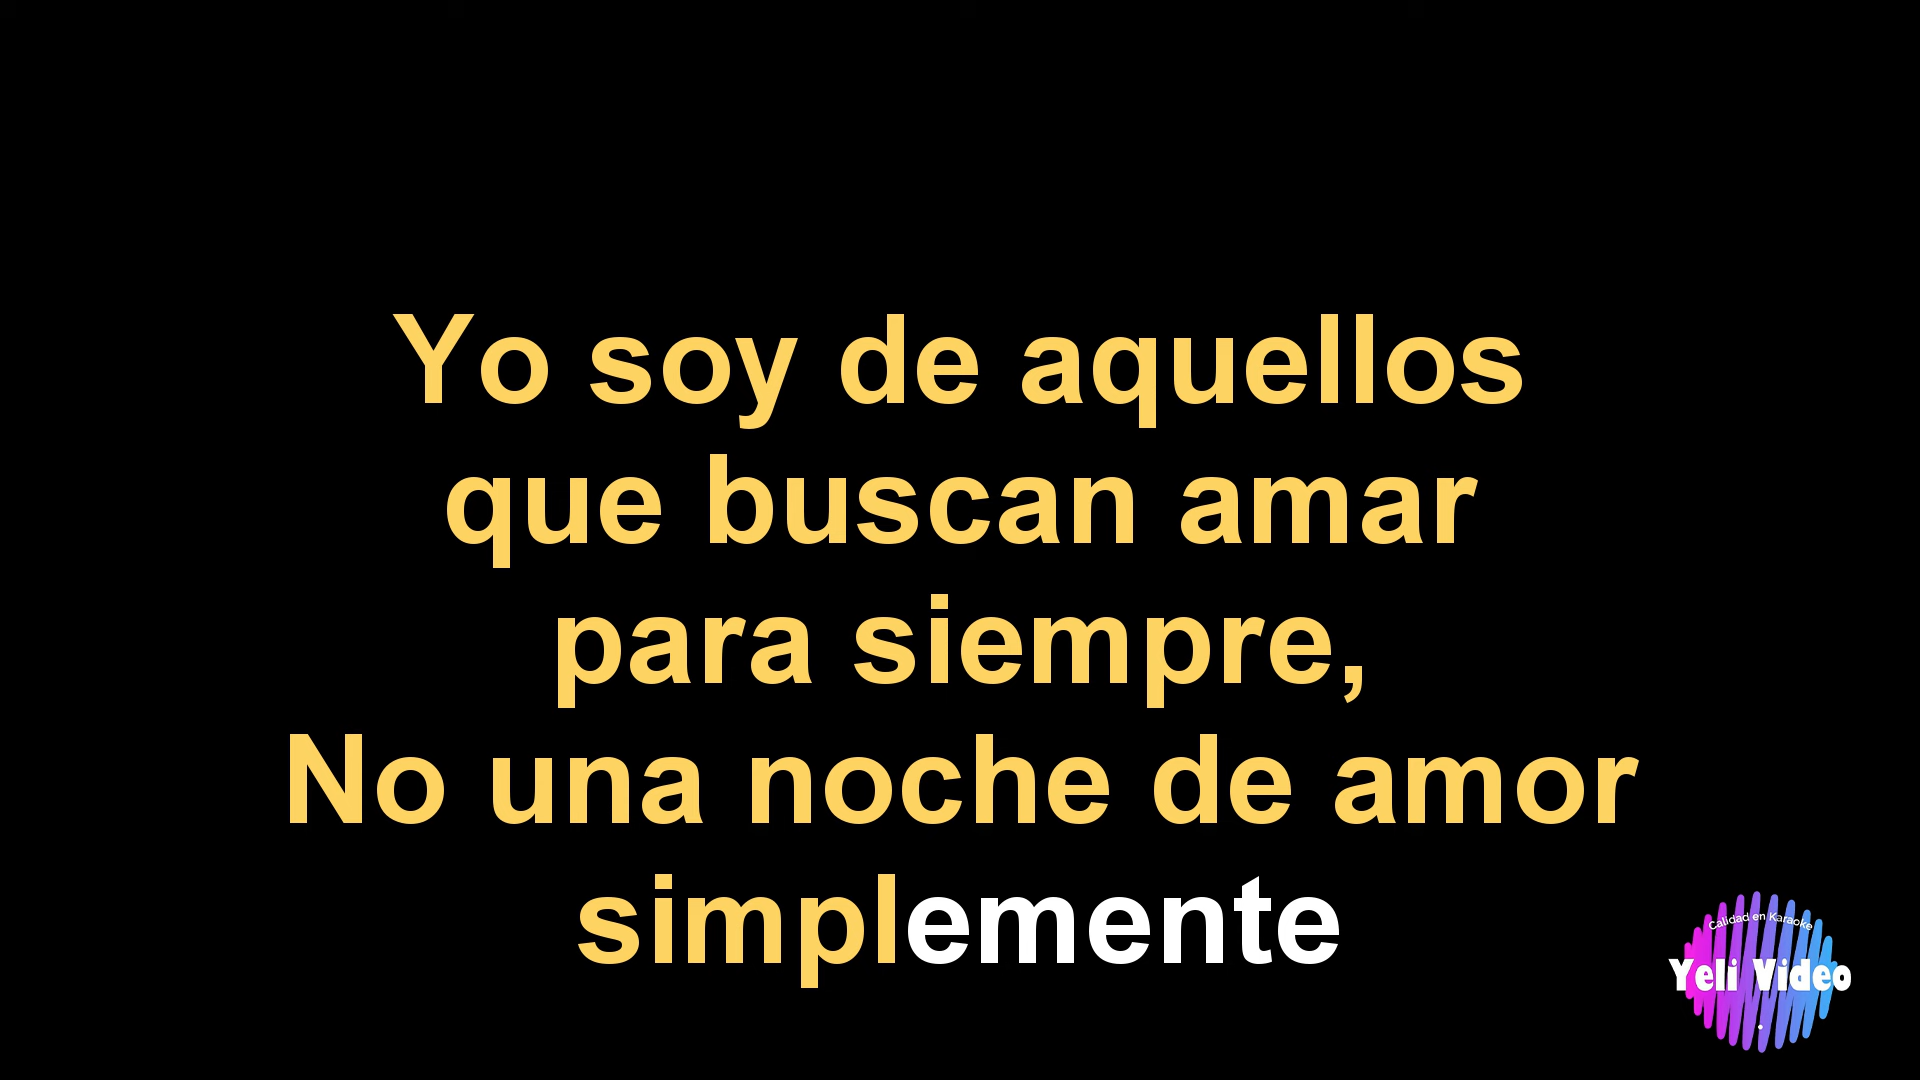 Yo soy de aquellos
que buscan amar
para siempre,
No una noche de amor
simplemente
Calidad en Karaoke
Yeli Video